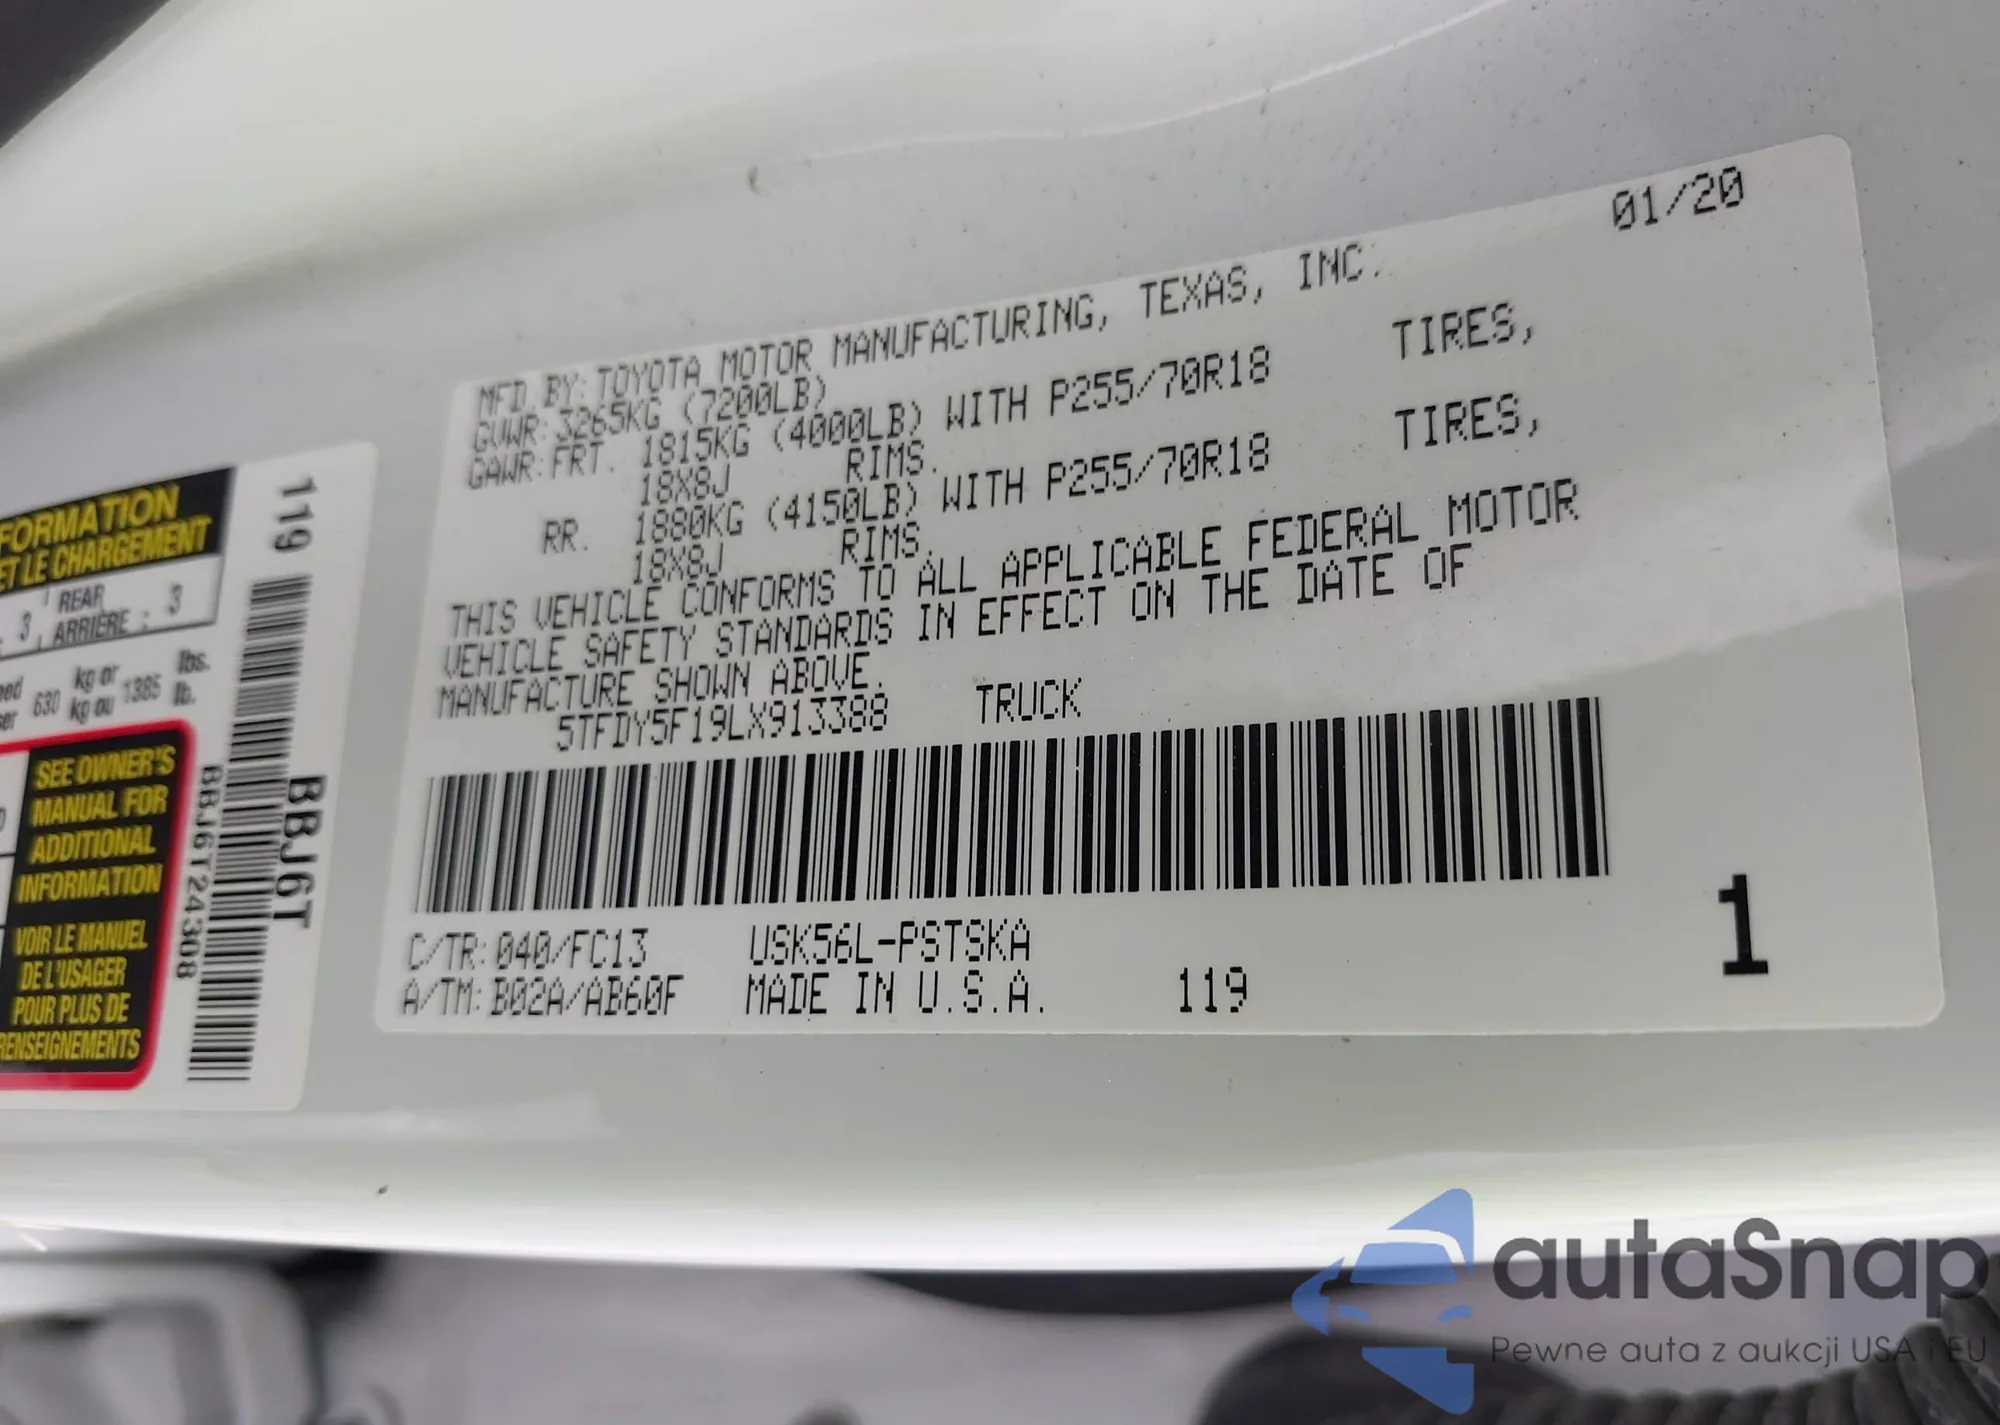 01/20
MFD. BY: TOYOTA MOTOR MANUFACTURING, TEXAS, INC.
GVWR: 3265KG (7200LB)
GAWR: FRT. 1815KG (4000LB) WITH P255/70R18 TIRES,
18X8J RIMS.
RR. 1880KG (4150LB) WITH P255/70R18 TIRES,
18X8J RIMS.
THIS VEHICLE CONFORMS TO ALL APPLICABLE FEDERAL MOTOR
VEHICLE SAFETY STANDARDS IN EFFECT ON THE DATE OF
MANUFACTURE SHOWN ABOVE.
5TFDY5F19LX913388 TRUCK
C/TR: 040/FC13 USK56L-PSTSKA
A/TM: B02A/AB60F MADE IN U.S.A. 119
1
FORMATION
ET LE CHARGEMENT
3 REAR
ARRIÈRE : 3
630 kg or 1385 lbs.
kg ou lb.
SEE OWNER'S
MANUAL FOR
ADDITIONAL
INFORMATION
VOIR LE MANUEL
DE L'USAGER
POUR PLUS DE
RENSEIGNEMENTS
119
BBJ6T
BBJ6T24308
autaSnap
Pewne auta z aukcji USA i EU